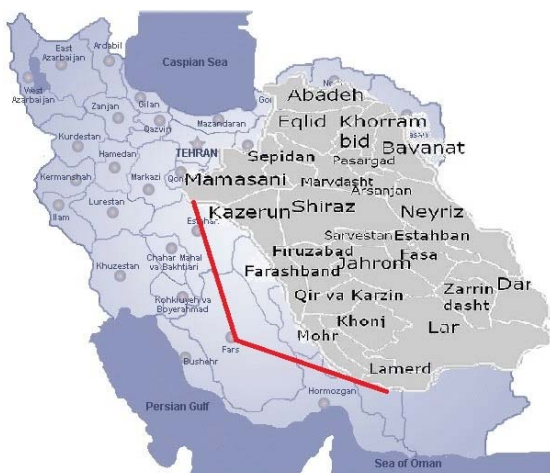 East
Azarbaijan
Ardabil
Caspian Sea
West
Azarbaijan
Zanjan
Gilan
Mazandaran
Qazvin
Kurdestan
TEHRAN
Hamedan
Kermanshah
Markazi
Qom
Ilam
Lurestan
Chahar Mahal
va Bakhtiari
Khuzestan
Kohkiluyeh va
Boyerahmad
Fars
Bushehr
Hormozgan
Persian Gulf
Sea of Oman
Abadeh
Eqlid
Khorram
bid
Bavanat
Sepidan
Pasargad
Mamasani
Marvdasht
Arsanjan
Kazerun
Shiraz
Neyriz
Sarvestan
Estahban
Firuzabad
Jahrom
Fasa
Farashband
Qir va Karzin
Zarrin
dasht
Dar
Khonj
Lar
Mohr
Lamerd